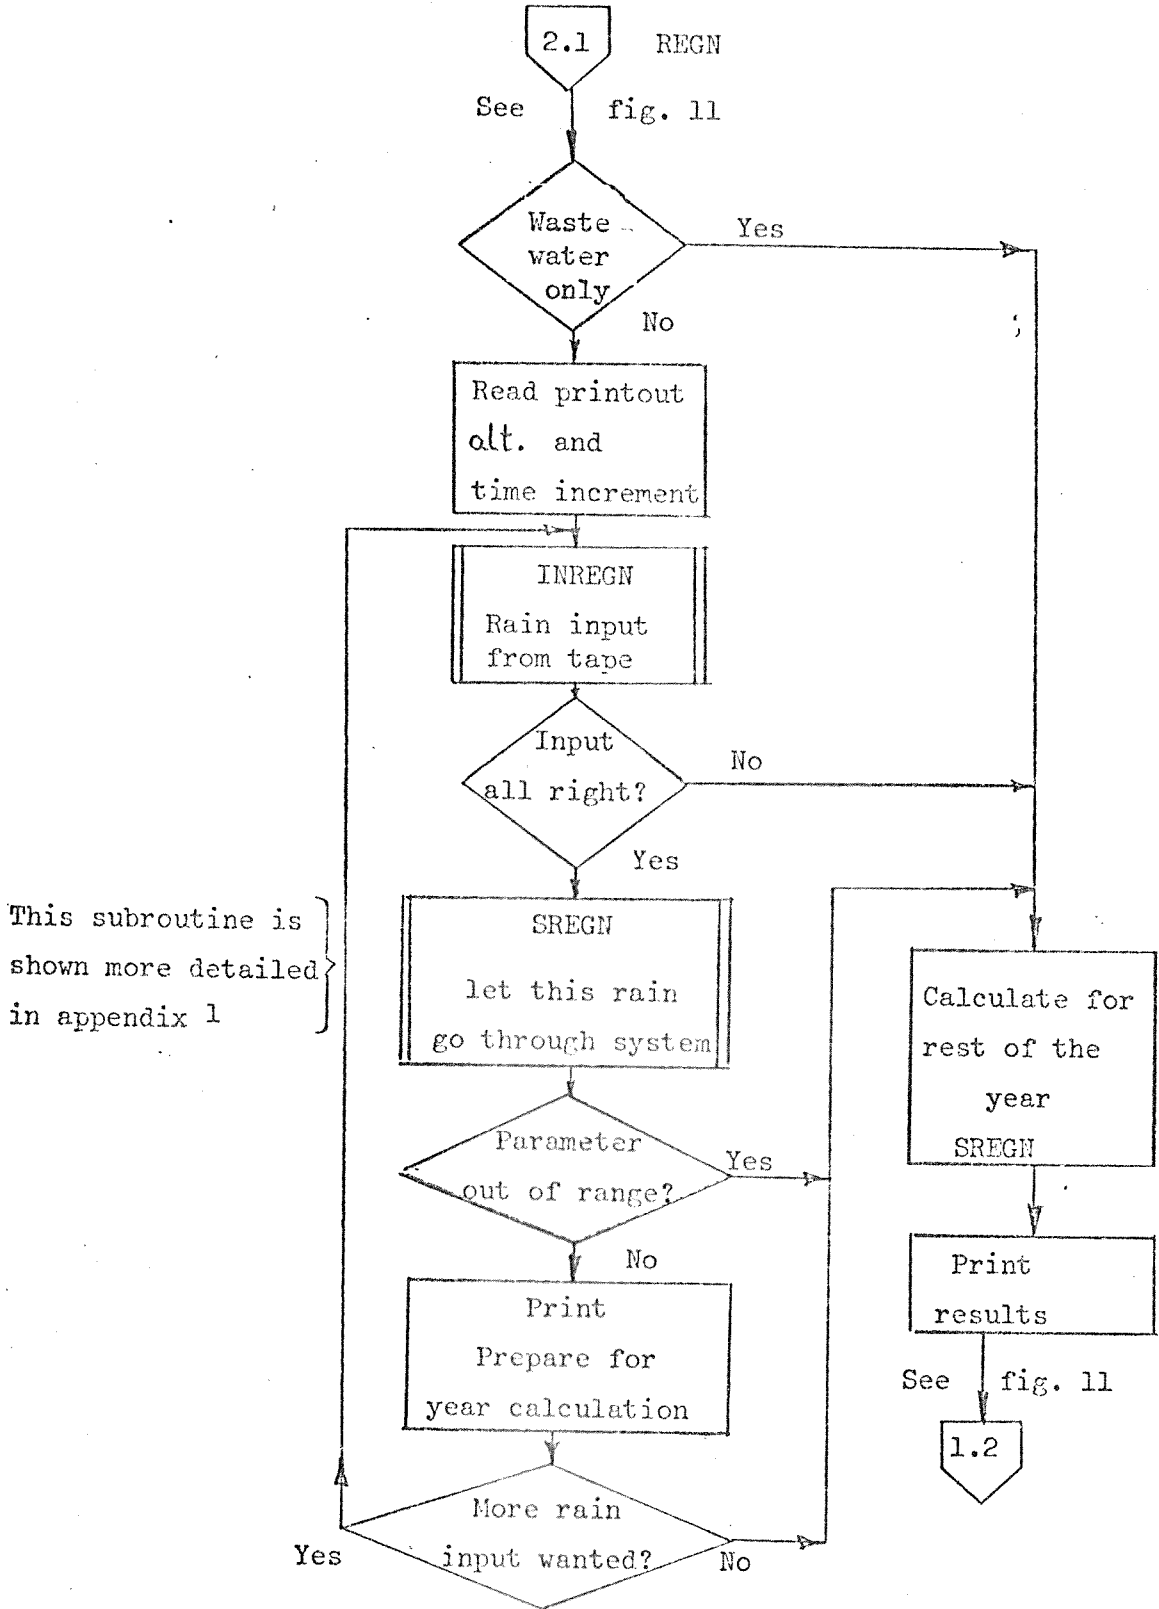 2.1 REGN
See fig. 11
Waste
water
only
Yes
No
Read printout
alt. and
time increment
INREGN
Rain input
from tape
Input
all right?
No
Yes
This subroutine is
shown more detailed
in appendix 1
SREGN
let this rain
go through system
Parameter
out of range?
Yes
No
Print
Prepare for
year calculation
More rain
input wanted?
Yes
No
Calculate for
rest of the
year
SREGN
Print
results
See fig. 11
1.2